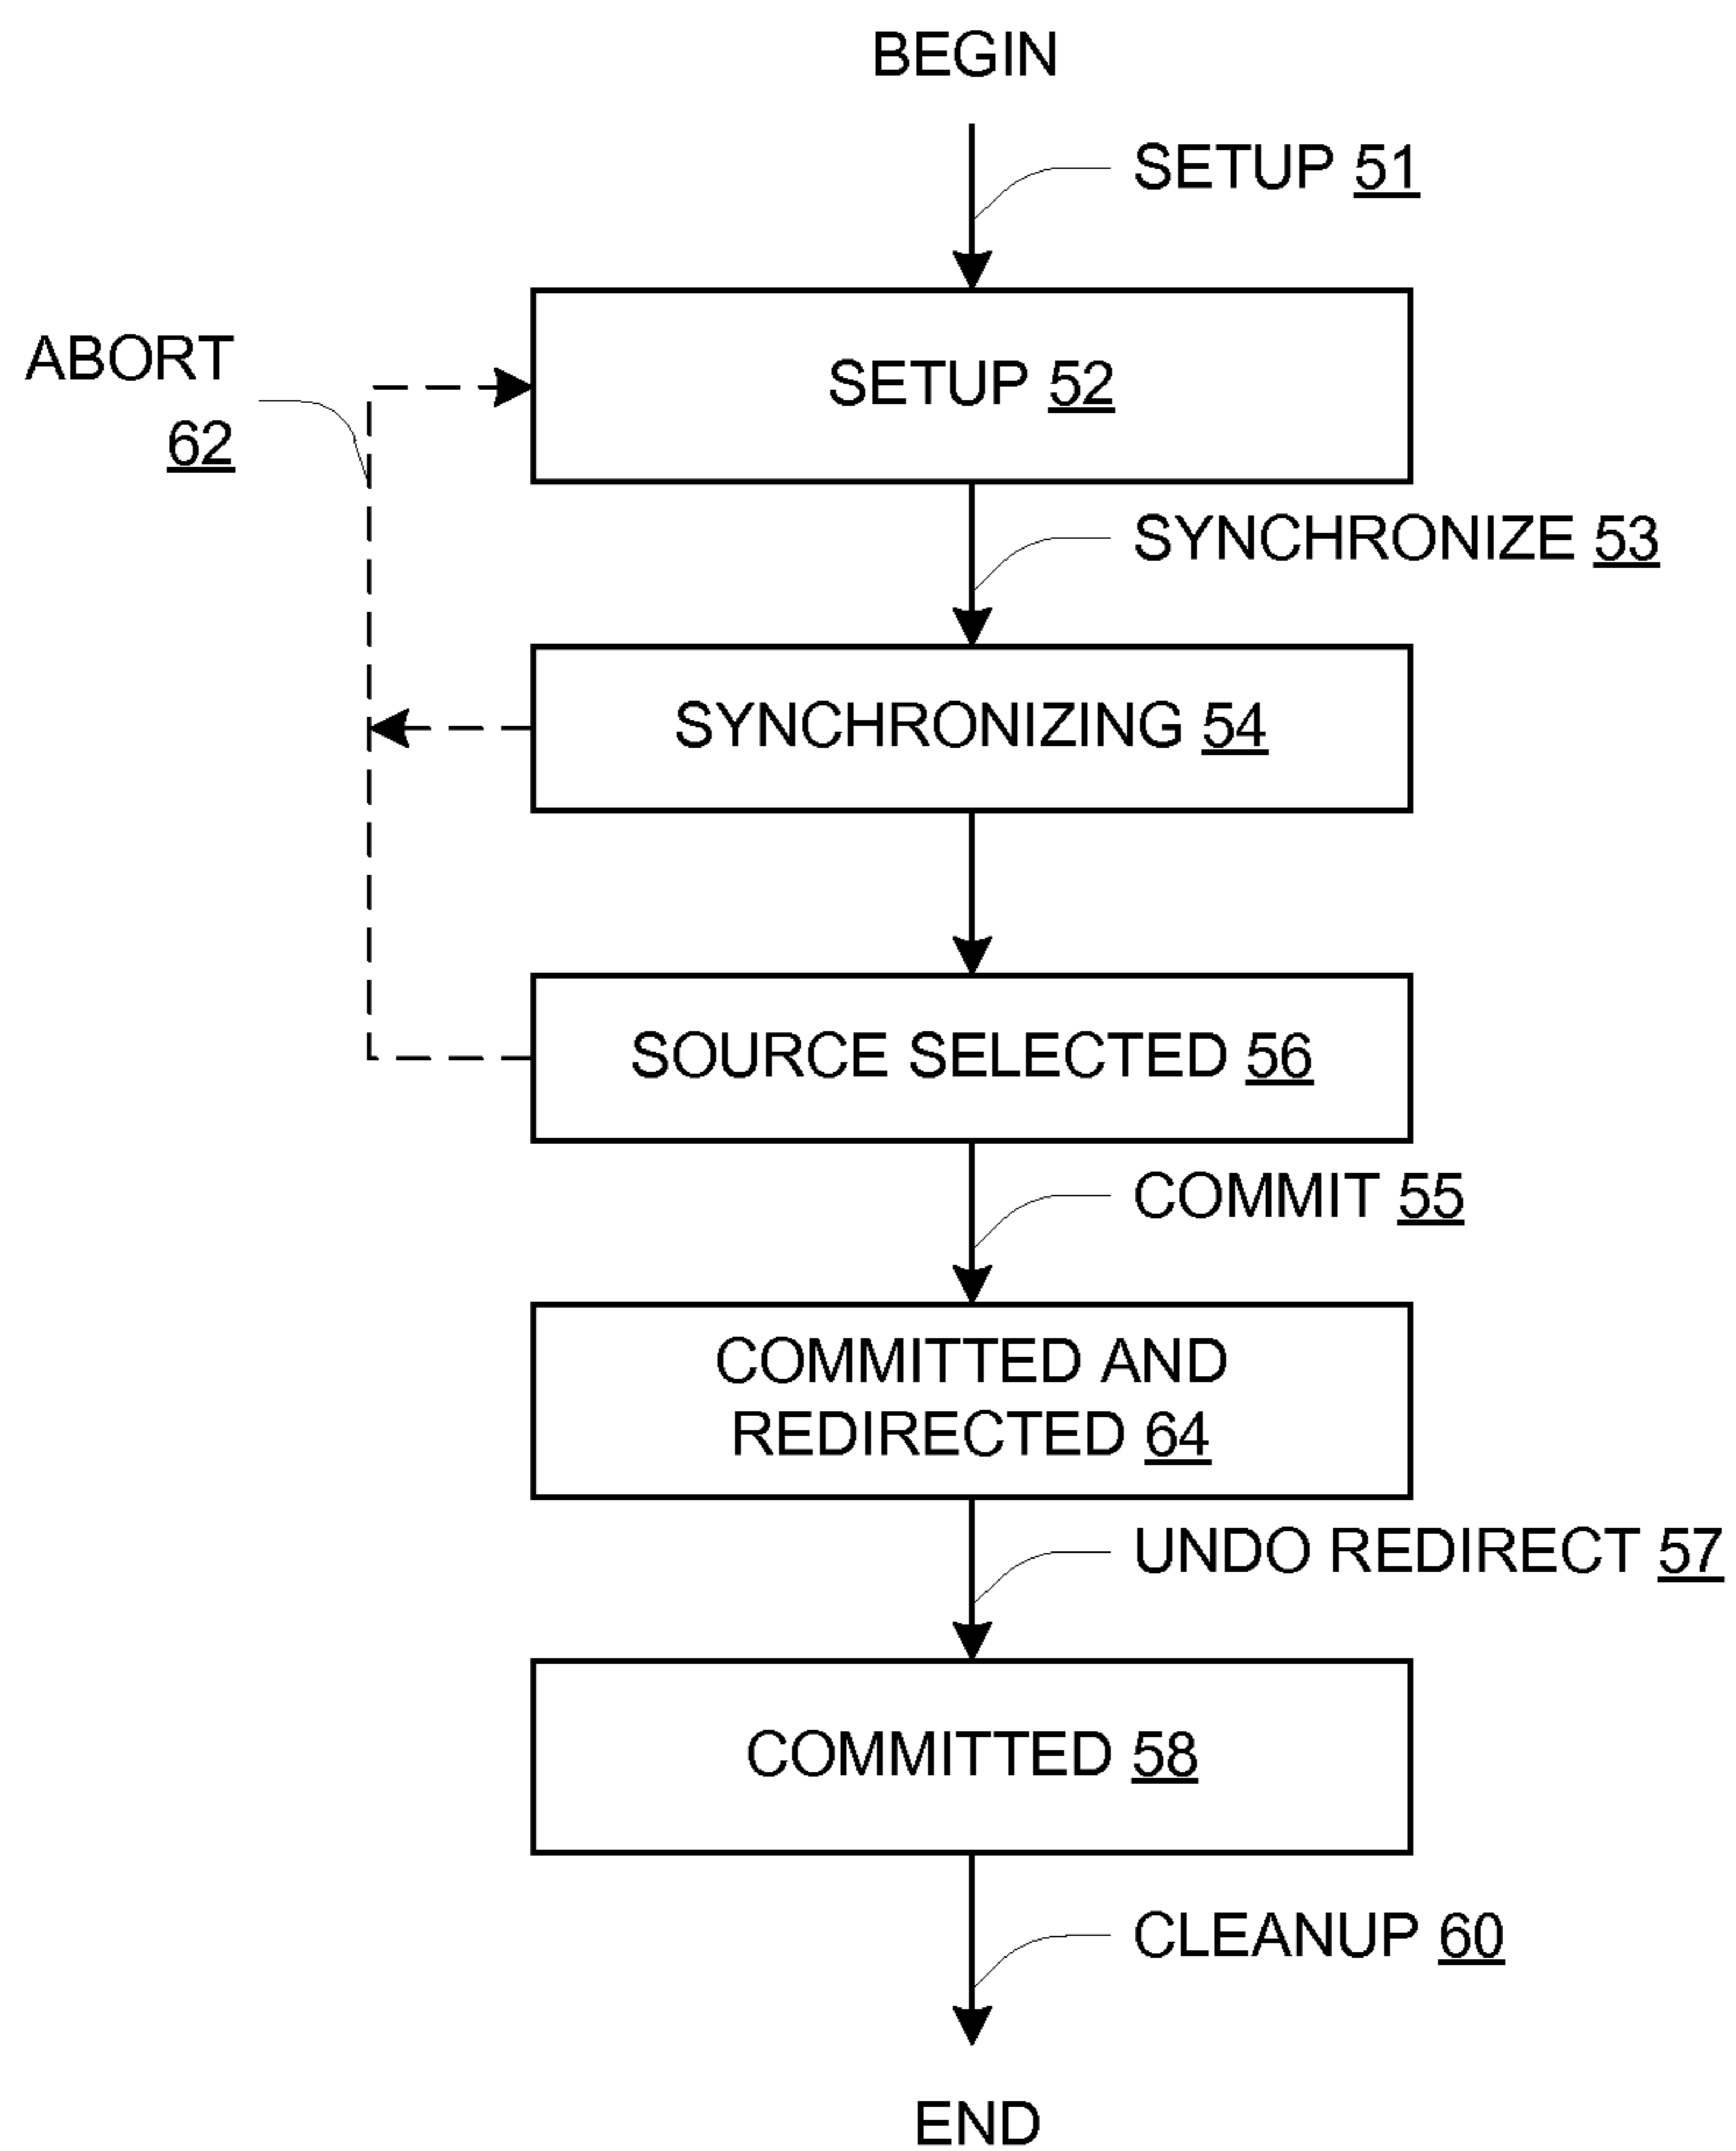 BEGIN
SETUP 51
ABORT
62
SETUP 52
SYNCHRONIZE 53
SYNCHRONIZING 54
SOURCE SELECTED 56
COMMIT 55
COMMITTED AND
REDIRECTED 64
UNDO REDIRECT 57
COMMITTED 58
CLEANUP 60
END